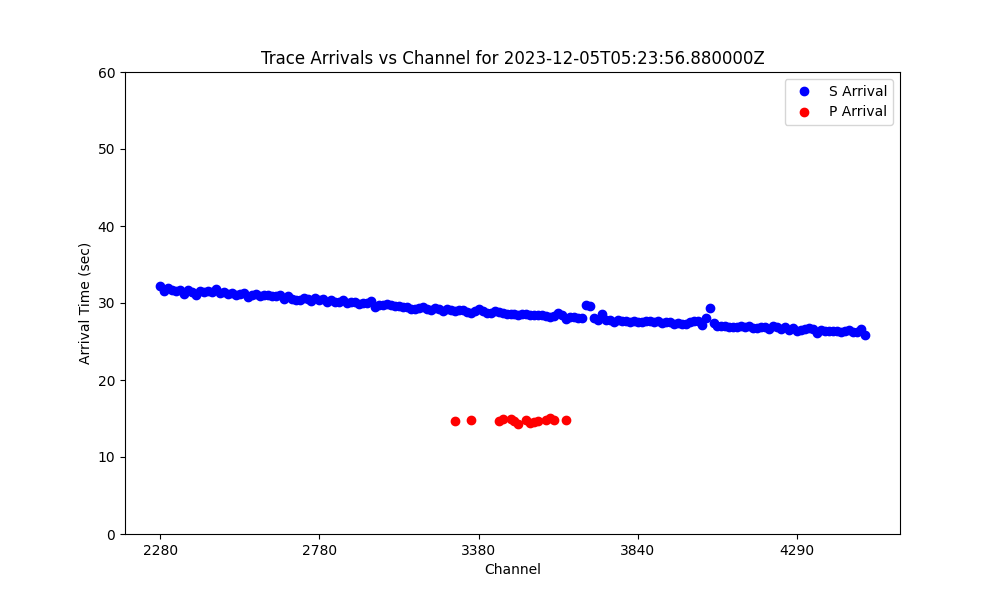 Trace Arrivals vs Channel for 2023-12-05T05:23:56.880000Z
60
S Arrival
P Arrival
50
40
30
20
10
0
Arrival Time (sec)
2280 2780 3380 3840 4290
Channel